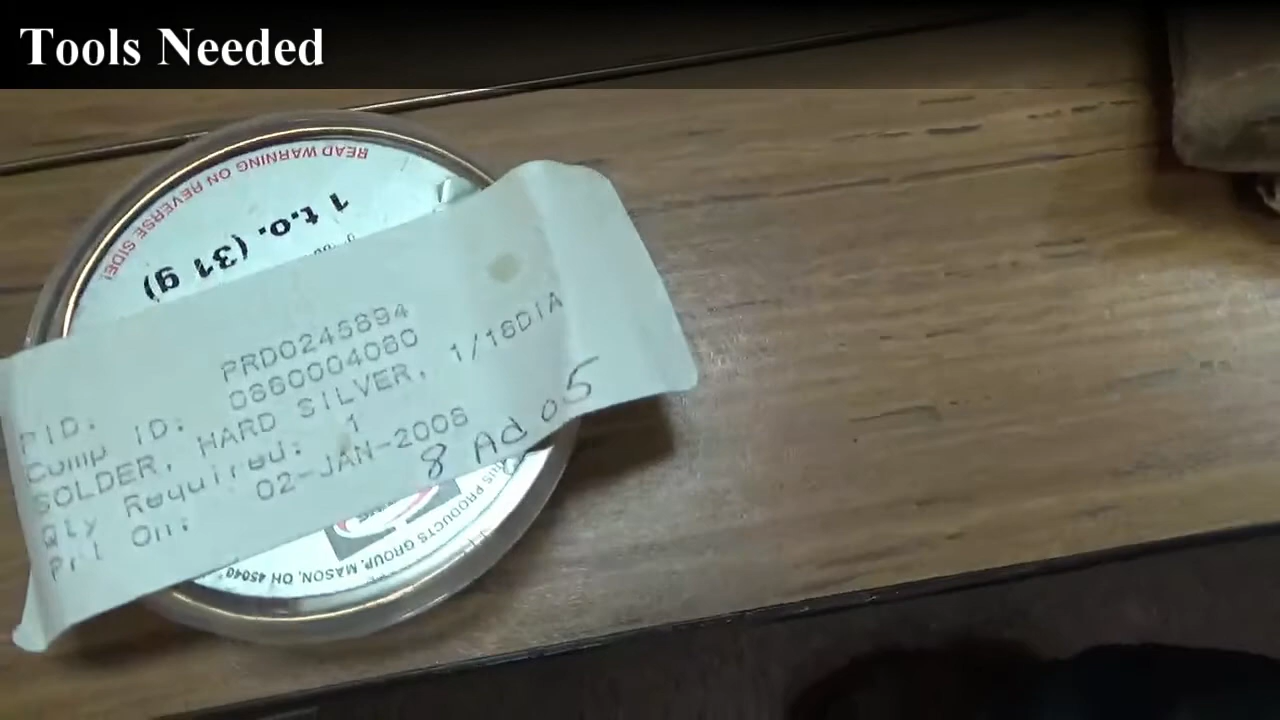 Tools Needed
READ WARNING ON REVERSE SIDE!
1 t.o. (31 g)
PID: PRD0245894
Comp ID: 0660004080
SOLDER, HARD SILVER, 1/16DIA
Qty Required: 1
Prt On: 02-JAN-2008
8 Ad 05
PRODUCTS GROUP, MASON, OH 45040